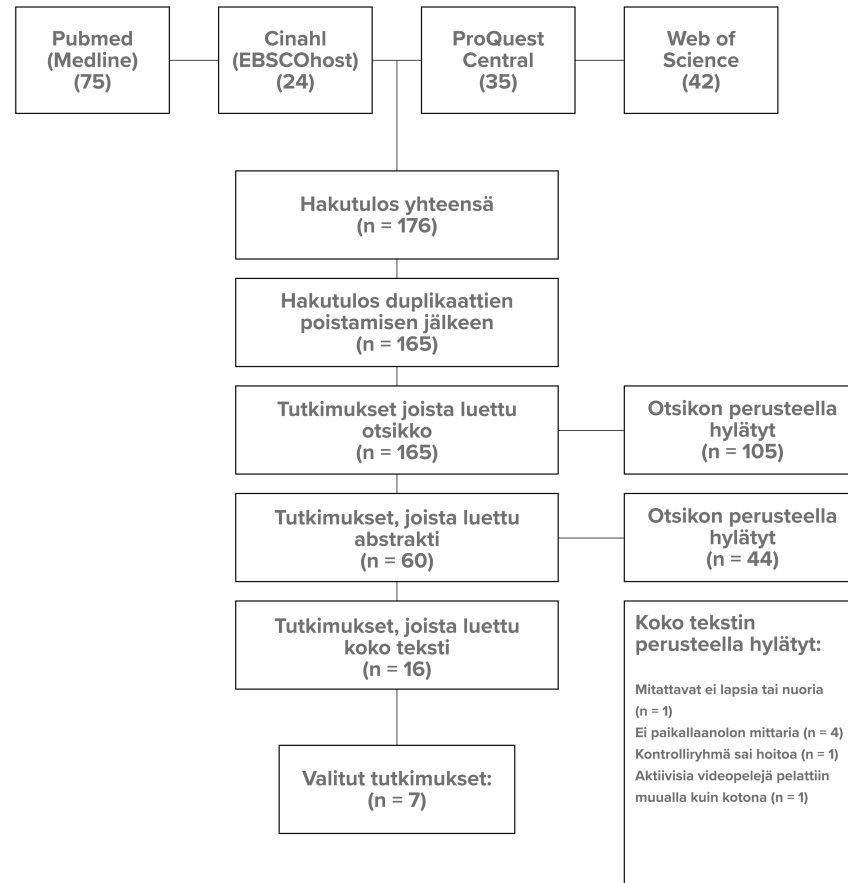 Pubmed
(Medline)
(75)
Cinahl
(EBSCOhost)
(24)
ProQuest
Central
(35)
Web of
Science
(42)
Hakutulos yhteensä
(n = 176)
Hakutulos duplikaattien
poistamisen jälkeen
(n = 165)
Tutkimukset joista luettu
otsikko
(n = 165)
Otsikon perusteella
hylätyt
(n = 105)
Tutkimukset, joista luettu
abstrakti
(n = 60)
Otsikon perusteella
hylätyt
(n = 44)
Tutkimukset, joista luettu
koko teksti
(n = 16)
Koko tekstin
perusteella hylätyt:
Mitattavat ei lapsia tai nuoria
(n = 1)
Ei paikallaanolon mittaria (n = 4)
Kontrolliryhmä sai hoitoa (n = 1)
Aktiivisia videopelejä pelattiin
muualla kuin kotona (n = 1)
Valitut tutkimukset:
(n = 7)